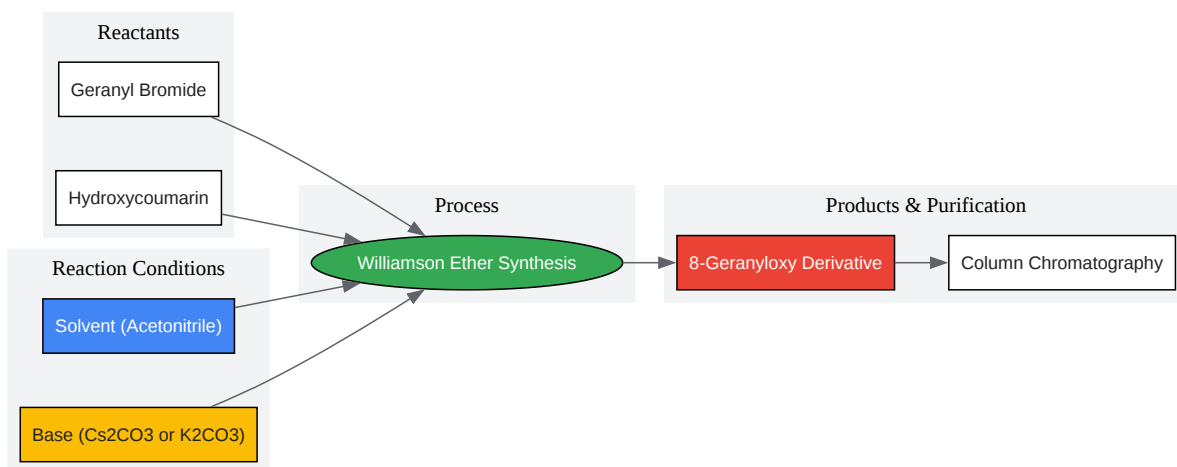 Reactants
Geranyl Bromide
Hydroxycoumarin
Reaction Conditions
Solvent (Acetonitrile)
Base (Cs2CO3 or K2CO3)
Process
Williamson Ether Synthesis
Products & Purification
8-Geranyloxy Derivative
Column Chromatography